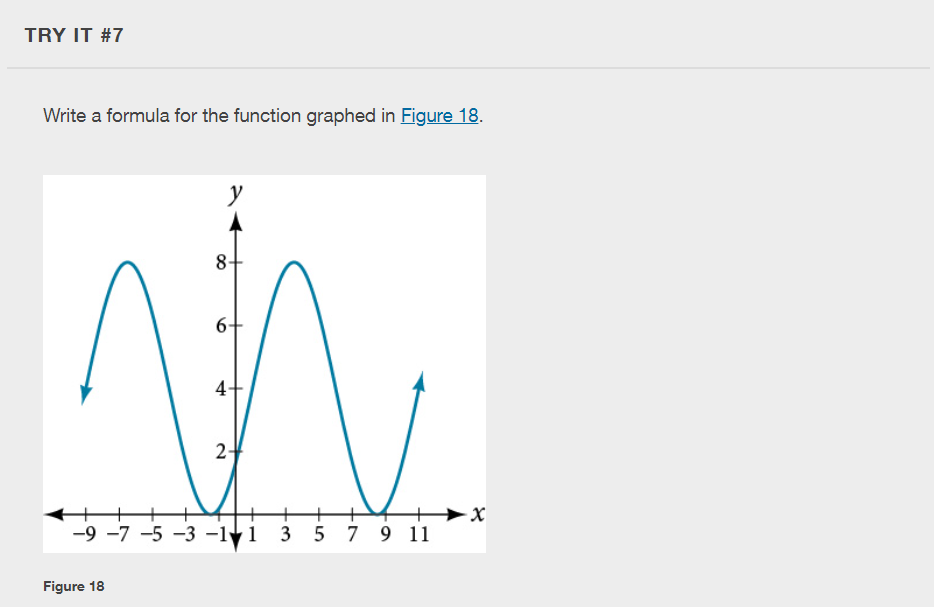 TRY IT #7
Write a formula for the function graphed in Figure 18.
y
8
6
4
2
x
−9 −7 −5 −3 −1 1 3 5 7 9 11
Figure 18